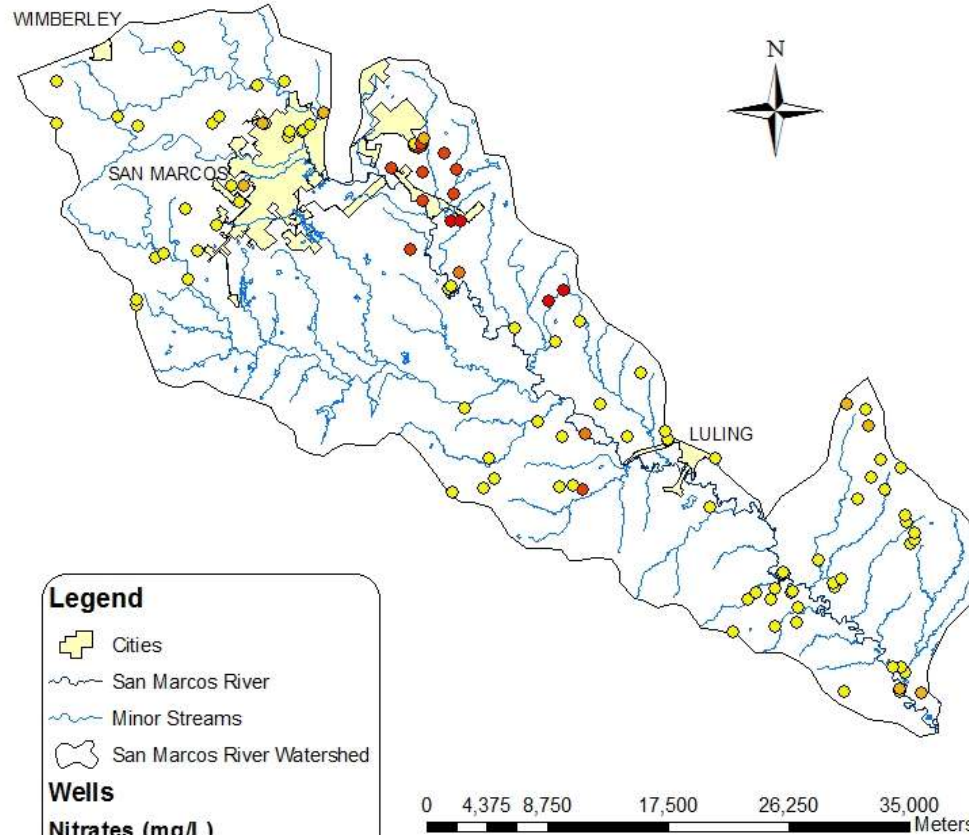 WIMBERLEY
N
SAN MARCOS
LULING
Legend
Cities
San Marcos River
Minor Streams
San Marcos River Watershed
Wells
Nitrates (mg/L)
0 4,375 8,750 17,500 26,250 35,000
Meters